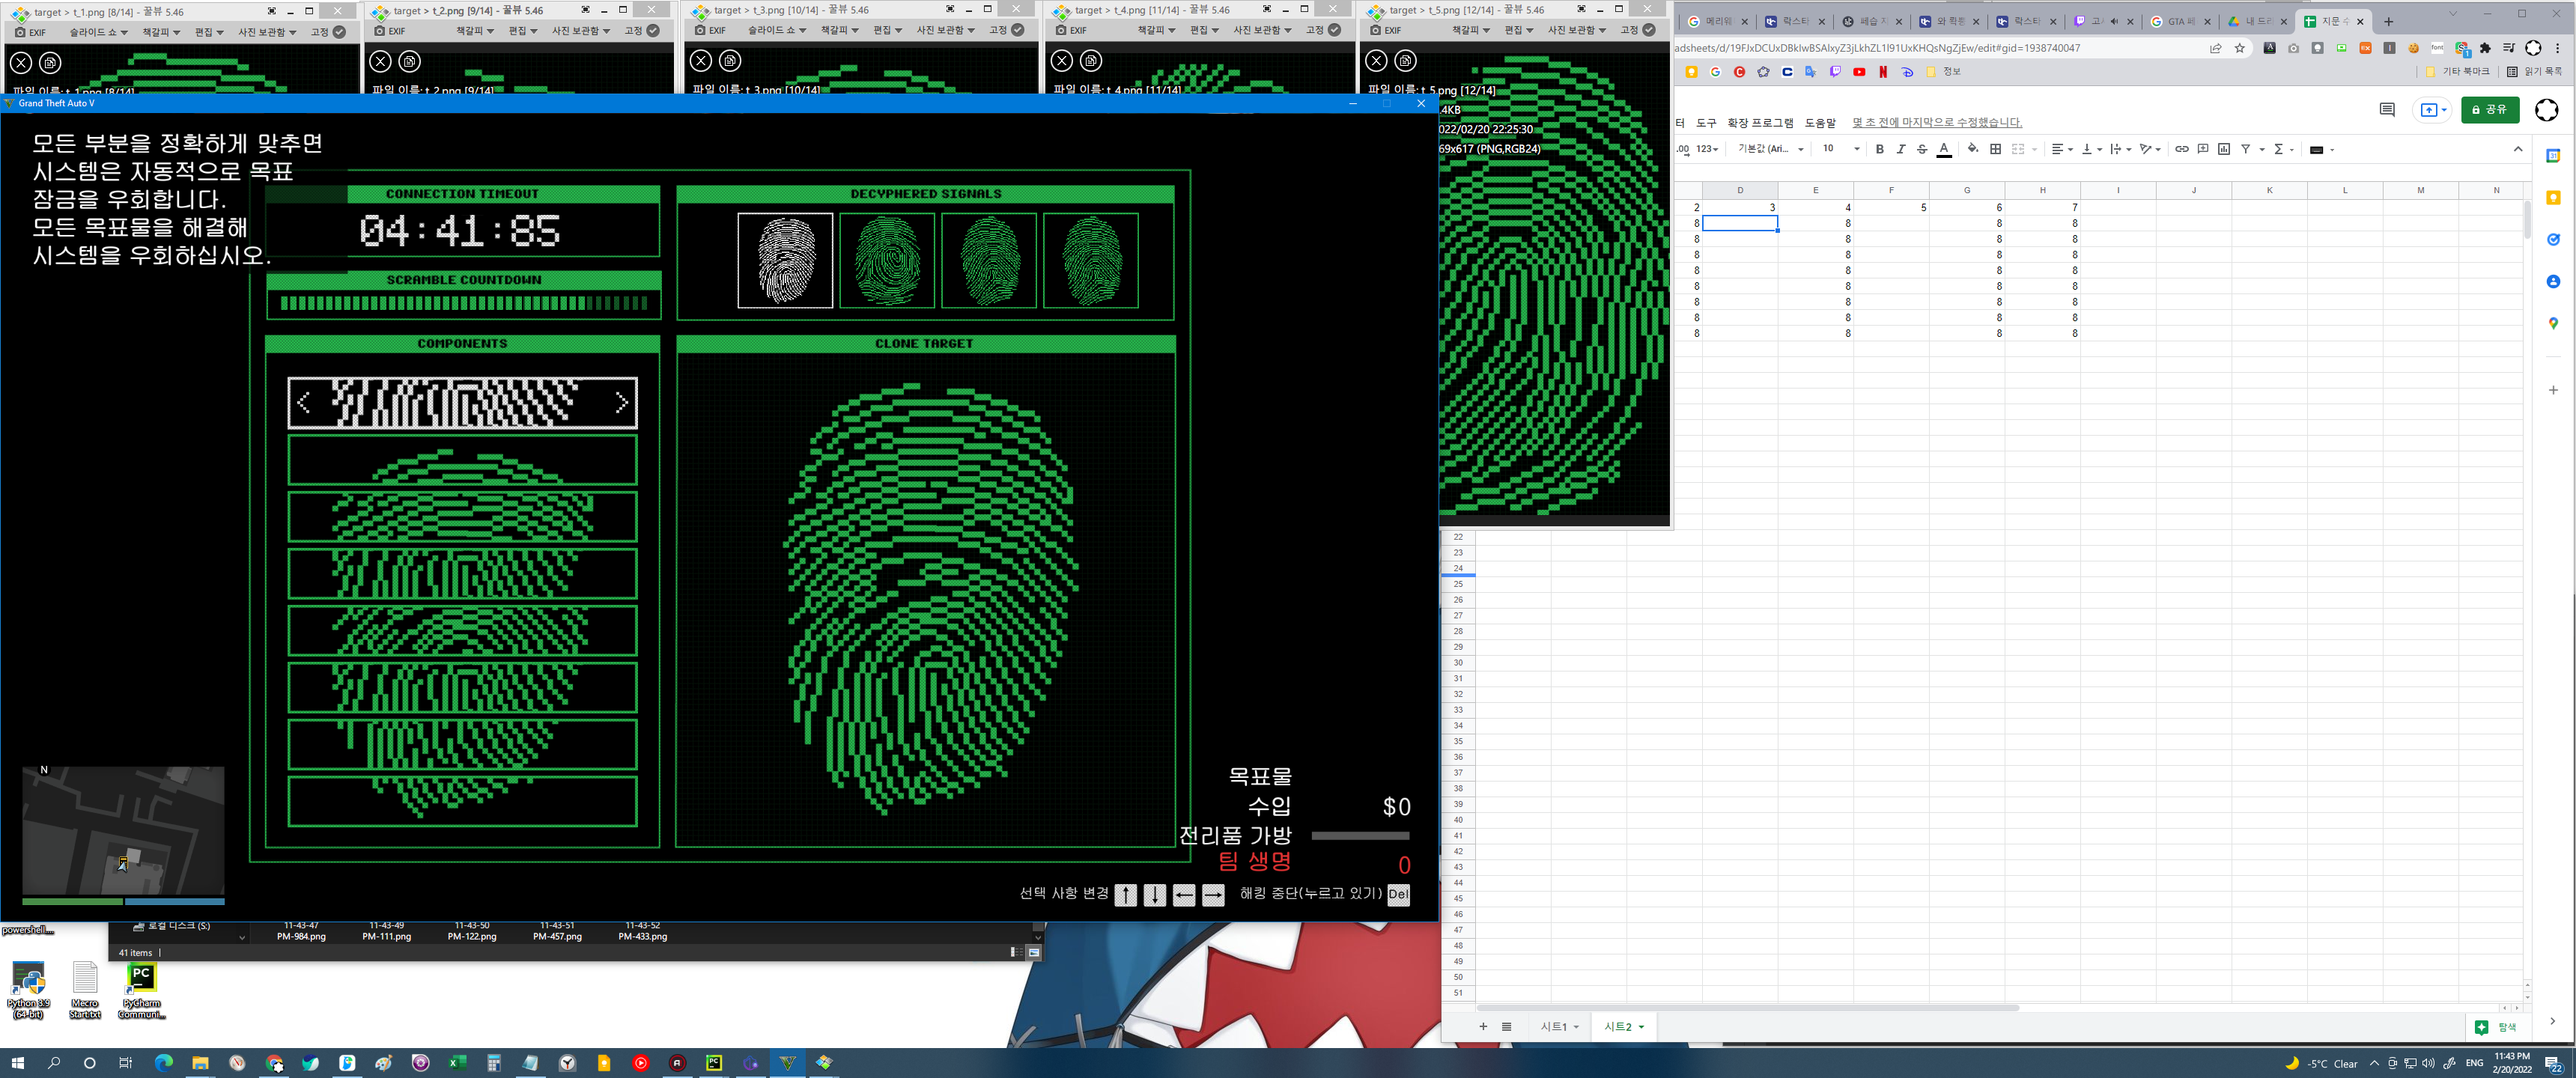 target > t_1.png [8/14] - 꿀뷰 5.46
EXIF 슬라이드 쇼 책갈피 편집 사진 보관함 고정
파일 이름: t_1.png [8/14]
target > t_2.png [9/14] - 꿀뷰 5.46
EXIF 책갈피 편집 사진 보관함 고정
파일 이름: t_2.png [9/14]
target > t_3.png [10/14] - 꿀뷰 5.46
EXIF 슬라이드 쇼 책갈피 편집 사진 보관함 고정
파일 이름: t_3.png [10/14]
target > t_4.png [11/14] - 꿀뷰 5.46
EXIF 책갈피 편집 사진 보관함 고정
파일 이름: t_4.png [11/14]
target > t_5.png [12/14] - 꿀뷰 5.46
EXIF 책갈피 편집 사진 보관함 고정
파일 이름: t_5.png [12/14]
.4KB
022/02/20 22:25:30
69x617 (PNG,RGB24)
Grand Theft Auto V
모든 부분을 정확하게 맞추면
시스템은 자동적으로 목표
잠금을 우회합니다.
모든 목표물을 해결해
시스템을 우회하십시오.
CONNECTION TIMEOUT
04:41:85
SCRAMBLE COUNTDOWN
DECYPHERED SIGNALS
COMPONENTS
CLONE TARGET
N
목표물
수입 $0
전리품 가방
팀 생명 0
선택 사항 변경 ↑ ↓ ← → 해킹 중단(누르고 있기) Del
메리워
락스타
페습 지
와 확률
락스타
고
GTA 페
내 드라
지문 수
adsheets/d/19FJxDCUxDBkIwBSAlxyZ3jLkhZL1I91UxKHQsNgZjEw/edit#gid=1938740047
정보
기타 북마크
읽기 목록
터 도구 확장 프로그램 도움말 몇 초 전에 마지막으로 수정했습니다.
공유
.00 123 기본값 (Ari... 10 B I S A
D E F G H I J K L M N
2 3 4 5 6 7
8 8 8 8
8 8 8 8
8 8 8 8
8 8 8 8
8 8 8 8
8 8 8 8
8 8 8 8
8 8 8 8
22
23
24
25
26
27
28
29
30
31
32
33
34
35
36
37
38
39
40
41
42
43
44
45
46
47
48
49
50
51
시트1 시트2
탐색
powershell....
로컬 디스크 (S:)
11-43-47 PM-984.png
11-43-49 PM-111.png
11-43-50 PM-122.png
11-43-51 PM-457.png
11-43-52 PM-433.png
41 items
Python 3.9 (64-bit)
Mecro Start.txt
PyCharm Communi...
-5°C Clear
ENG
11:43 PM
2/20/2022
22